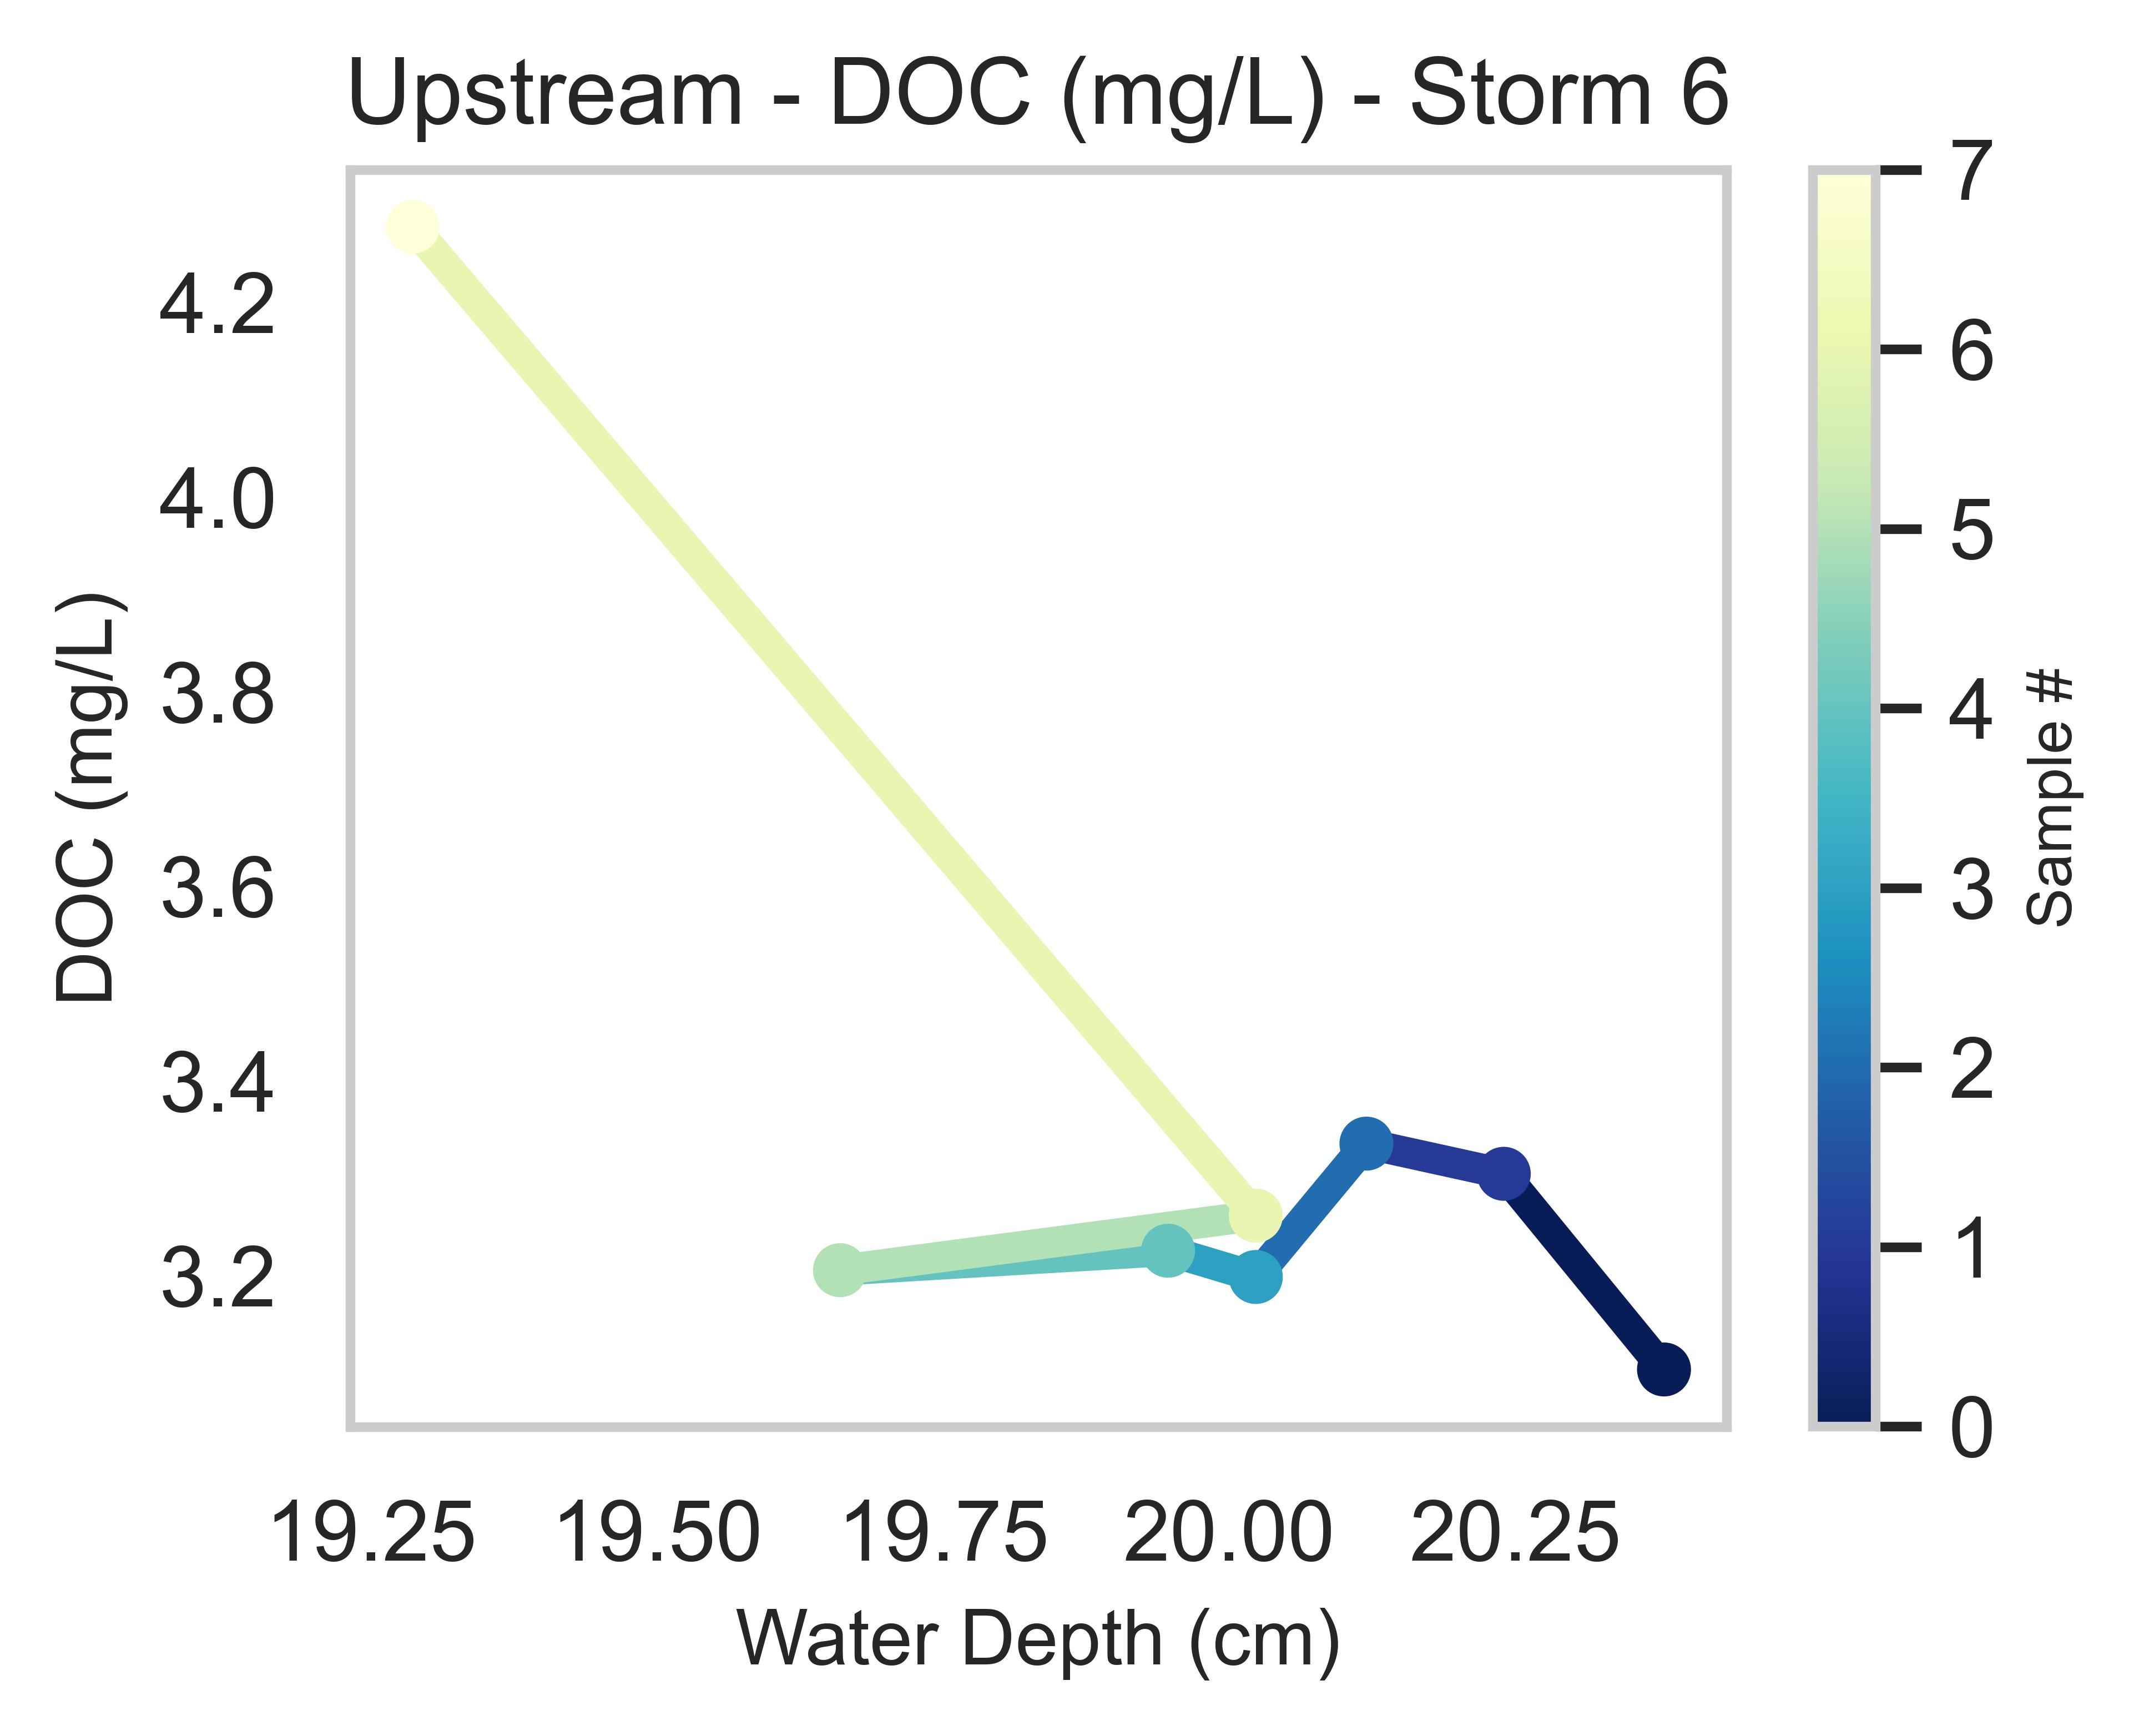 Upstream - DOC (mg/L) - Storm 6
DOC (mg/L)
4.2
4.0
3.8
3.6
3.4
3.2
19.25 19.50 19.75 20.00 20.25
Water Depth (cm)
7
6
5
4
3
2
1
0
Sample #